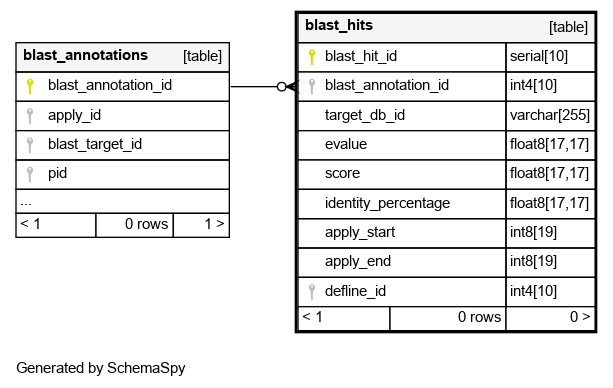 blast_annotations [table]
blast_annotation_id
apply_id
blast_target_id
pid
...
< 1 0 rows 1 >
blast_hits [table]
blast_hit_id serial[10]
blast_annotation_id int4[10]
target_db_id varchar[255]
evalue float8[17,17]
score float8[17,17]
identity_percentage float8[17,17]
apply_start int8[19]
apply_end int8[19]
defline_id int4[10]
< 1 0 rows 0 >
Generated by SchemaSpy